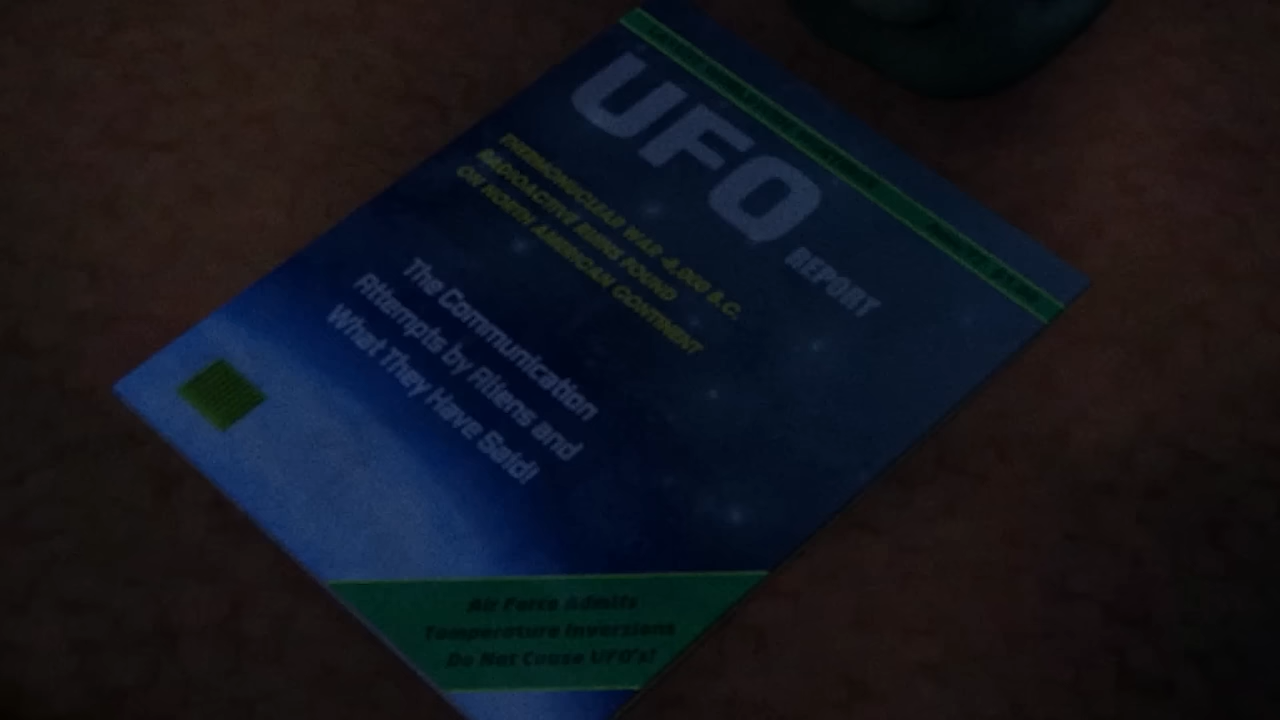 UFO
REPORT
THERMONUCLEAR WAR -4,000 B.C.
RADIOACTIVE RUINS FOUND
ON NORTH AMERICAN CONTINENT
The Communication
Attempts by Aliens and
What They Have Said!
Air Force Admits
Temperature Inversions
Do Not Cause UFO's!